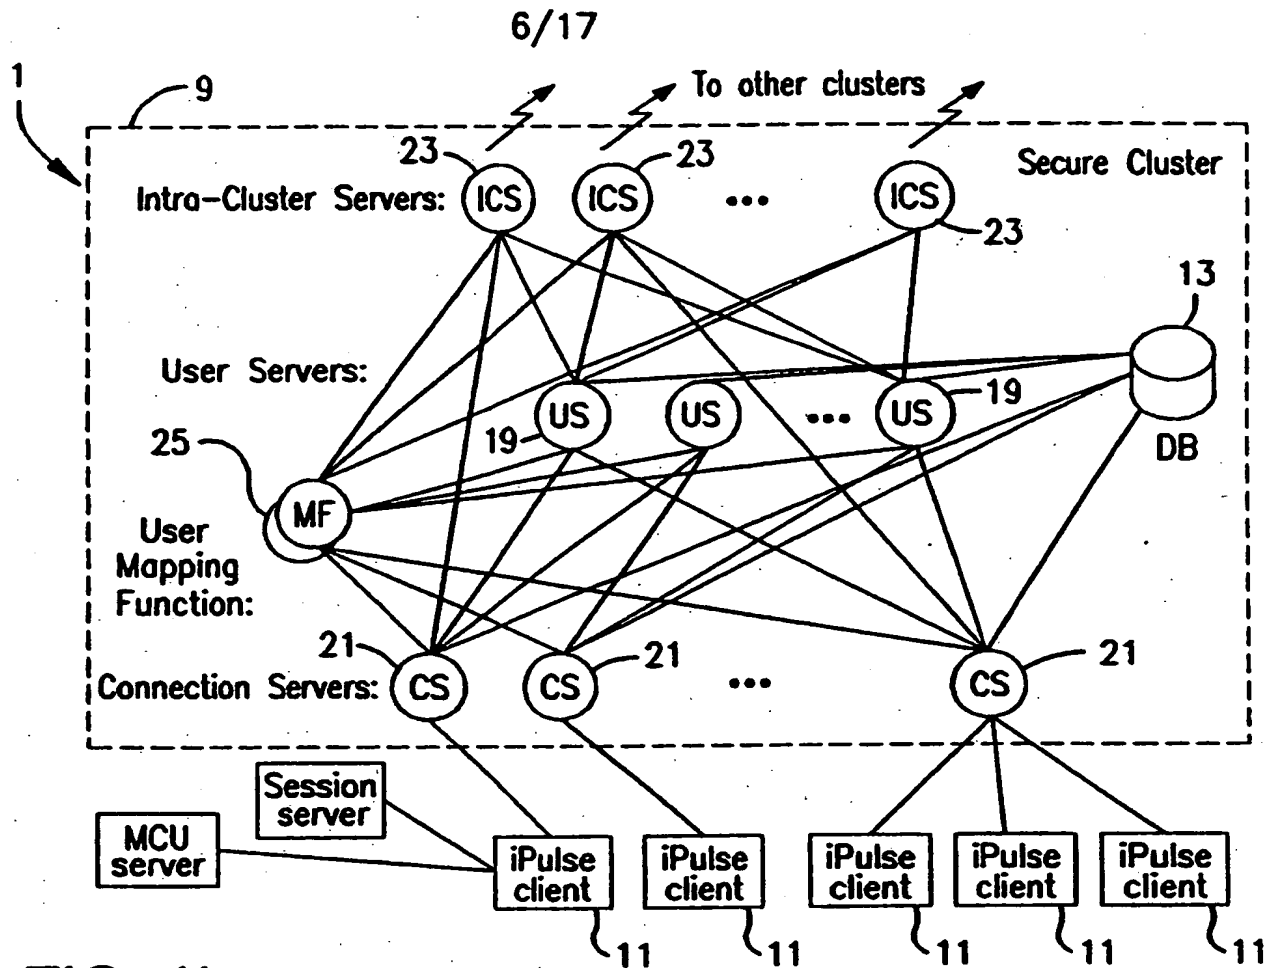 6/17
1
9
To other clusters
23
23
Secure Cluster
Intra-Cluster Servers:
ICS
ICS
...
ICS
23
13
User Servers:
US
US
...
US
19
19
DB
25
MF
User
Mapping
Function:
21
21
21
Connection Servers:
CS
CS
...
CS
Session
server
MCU
server
iPulse
client
iPulse
client
iPulse
client
iPulse
client
iPulse
client
11
11
11
11
11